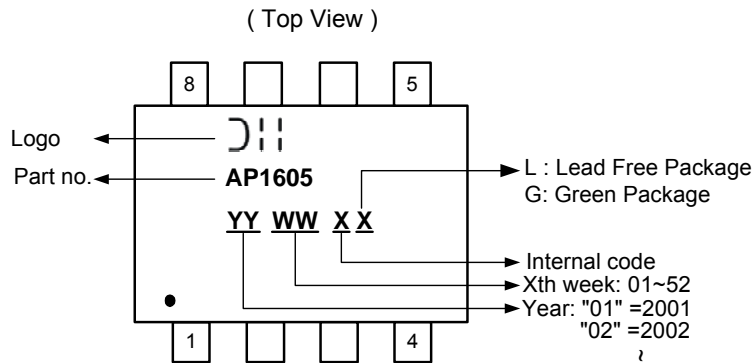 ( Top View )
8 5
Logo
Part no.
AP1605
YY WW X X
L : Lead Free Package
G: Green Package
Internal code
Xth week: 01~52
Year: "01" =2001
"02" =2002
~
1 4